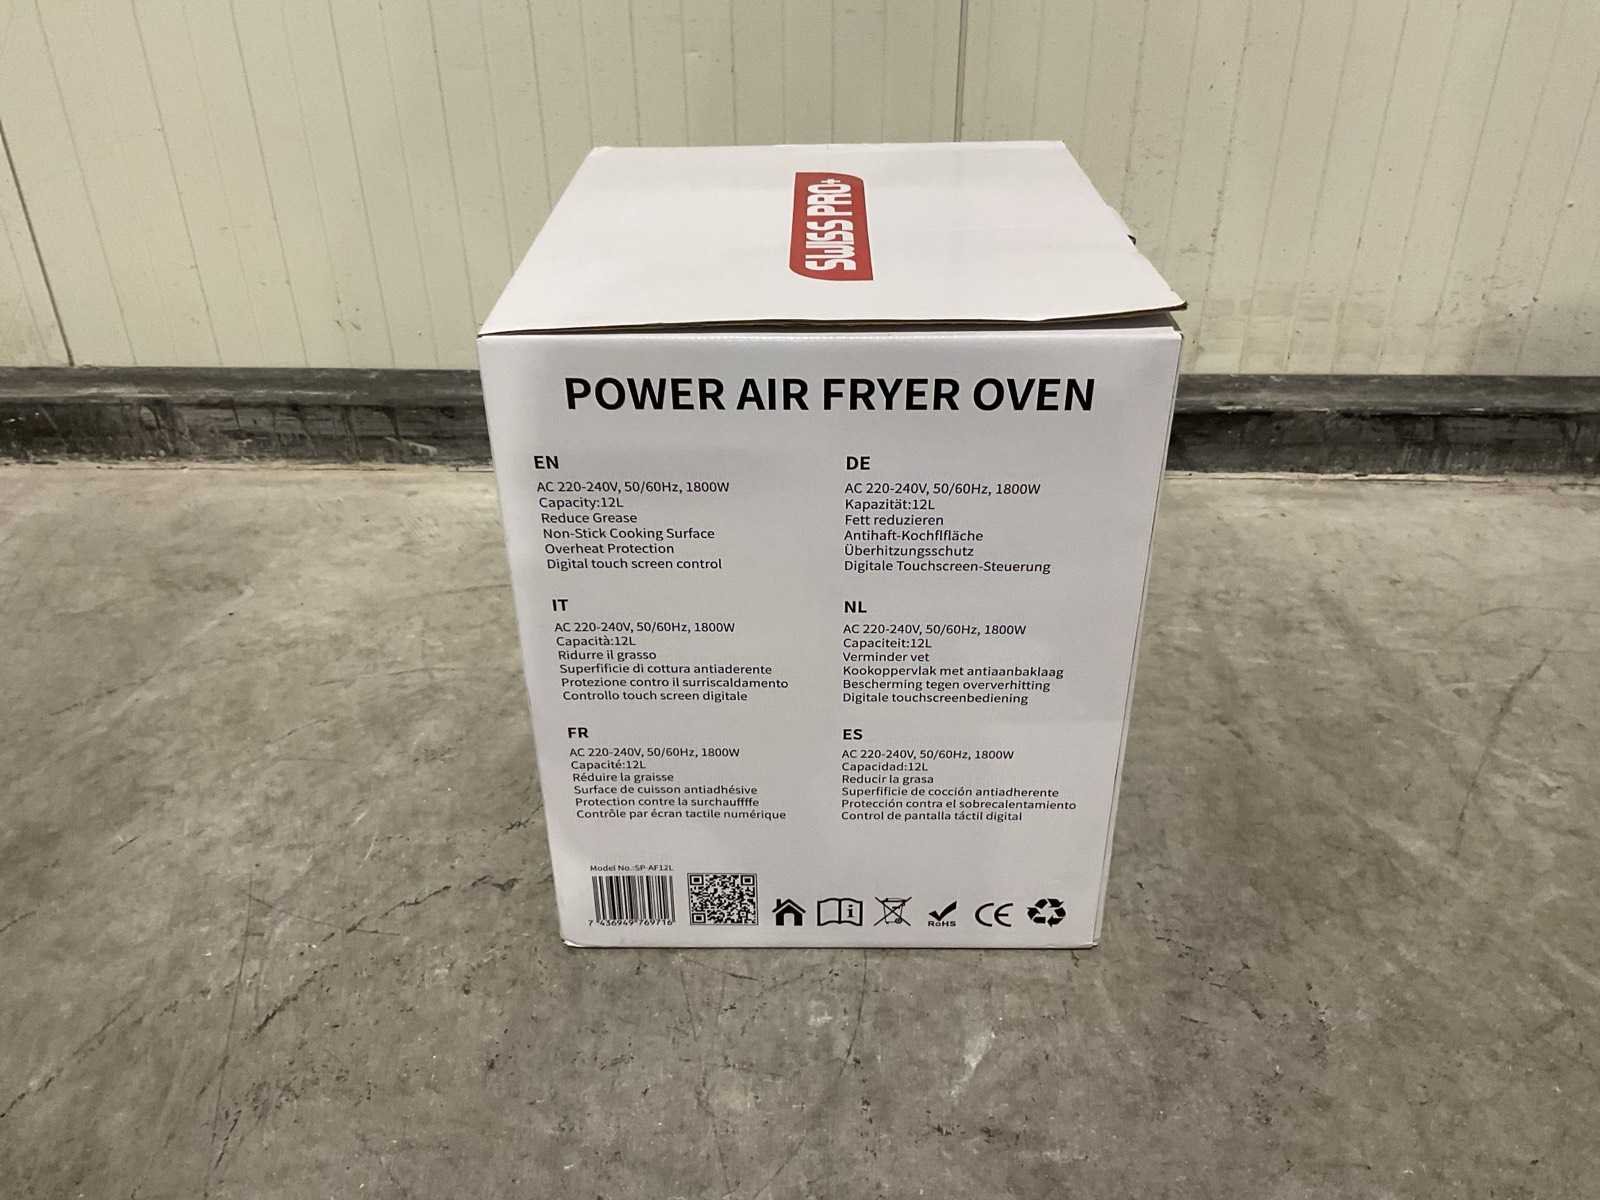 SWISS PRO+
POWER AIR FRYER OVEN
EN
AC 220-240V, 50/60Hz, 1800W
Capacity:12L
Reduce Grease
Non-Stick Cooking Surface
Overheat Protection
Digital touch screen control
DE
AC 220-240V, 50/60Hz, 1800W
Kapazität:12L
Fett reduzieren
Antihaft-Kochflfläche
Überhitzungsschutz
Digitale Touchscreen-Steuerung
IT
AC 220-240V, 50/60Hz, 1800W
Capacità:12L
Ridurre il grasso
Superfificie di cottura antiaderente
Protezione contro il surriscaldamento
Controllo touch screen digitale
NL
AC 220-240V, 50/60Hz, 1800W
Capaciteit:12L
Verminder vet
Kookoppervlak met antiaanbaklaag
Bescherming tegen oververhitting
Digitale touchscreenbediening
FR
AC 220-240V, 50/60Hz, 1800W
Capacité:12L
Réduire la graisse
Surface de cuisson antiadhésive
Protection contre la surchauffffe
Contrôle par écran tactile numérique
ES
AC 220-240V, 50/60Hz, 1800W
Capacidad:12L
Reducir la grasa
Superfificie de cocción antiadherente
Protección contra el sobrecalentamiento
Control de pantalla táctil digital
Model No.:SP-AF12L
7 436949 769716
RoHS
CE